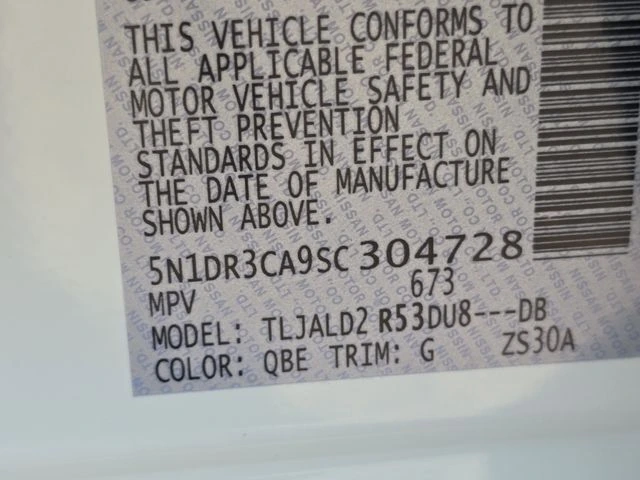 THIS VEHICLE CONFORMS TO
ALL APPLICABLE FEDERAL
MOTOR VEHICLE SAFETY AND
THEFT PREVENTION
STANDARDS IN EFFECT ON
THE DATE OF MANUFACTURE
SHOWN ABOVE.
5N1DR3CA9SC304728
MPV 673
MODEL: TLJALD2 R53DU8---DB
COLOR: QBE TRIM: G ZS30A